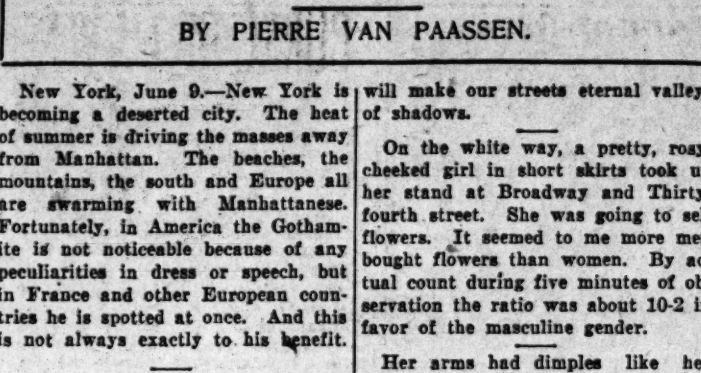 BY PIERRE VAN PAASSEN.
New York, June 9.—New York is
becoming a deserted city. The heat
of summer is driving the masses away
from Manhattan. The beaches, the
mountains, the south and Europe all
are swarming with Manhattanese.
Fortunately, in America the Gotham-
ite is not noticeable because of any
peculiarities in dress or speech, but
in France and other European coun-
tries he is spotted at once. And this
is not always exactly to his benefit.
will make our streets eternal valley
of shadows.
On the white way, a pretty, rosy
cheeked girl in short skirts took u
her stand at Broadway and Thirty
fourth street. She was going to sel
flowers. It seemed to me more me
bought flowers than women. By ac
tual count during five minutes of ob
servation the ratio was about 10-2 i
favor of the masculine gender.
Her arms had dimples like he